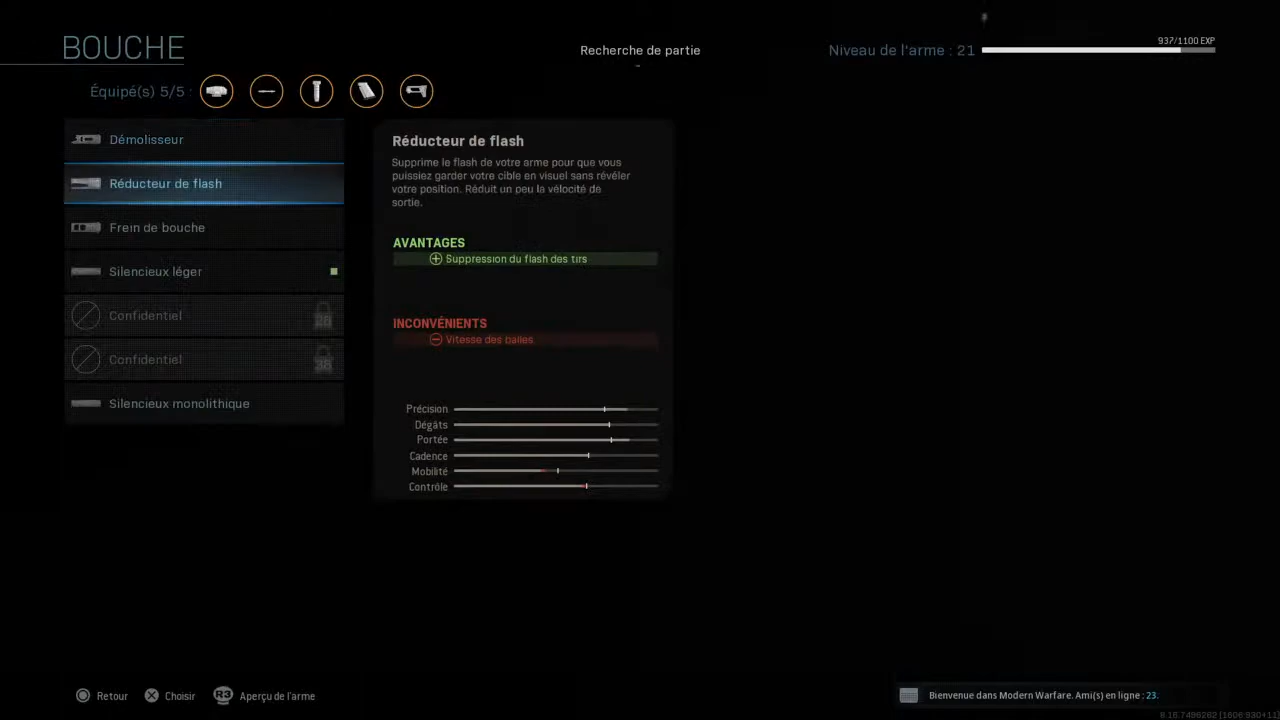 BOUCHE
Recherche de partie
Niveau de l'arme : 21
937/1100 EXP
Équipé(s) 5/5 :
Démolisseur
Réducteur de flash
Frein de bouche
Silencieux léger
Confidentiel
Confidentiel
Silencieux monolithique
Réducteur de flash
Supprime le flash de votre arme pour que vous
puissiez garder votre cible en visuel sans révéler
votre position. Réduit un peu la vélocité de
sortie.
AVANTAGES
Suppression du flash des tirs
INCONVÉNIENTS
Vitesse des balles
Précision
Dégâts
Portée
Cadence
Mobilité
Contrôle
Retour
Choisir
R3 Aperçu de l'arme
Bienvenue dans Modern Warfare. Ami(s) en ligne : 23.